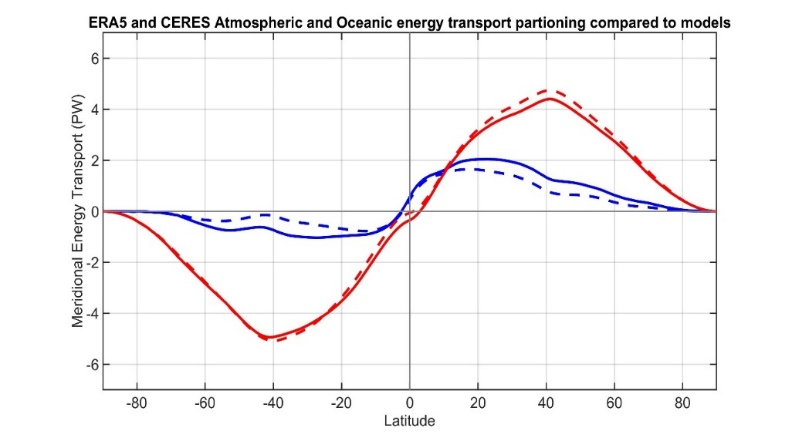 ERA5 and CERES Atmospheric and Oceanic energy transport partioning compared to models
6
4
2
0
-2
-4
-6
Meridional Energy Transport (PW)
-80 -60 -40 -20 0 20 40 60 80
Latitude